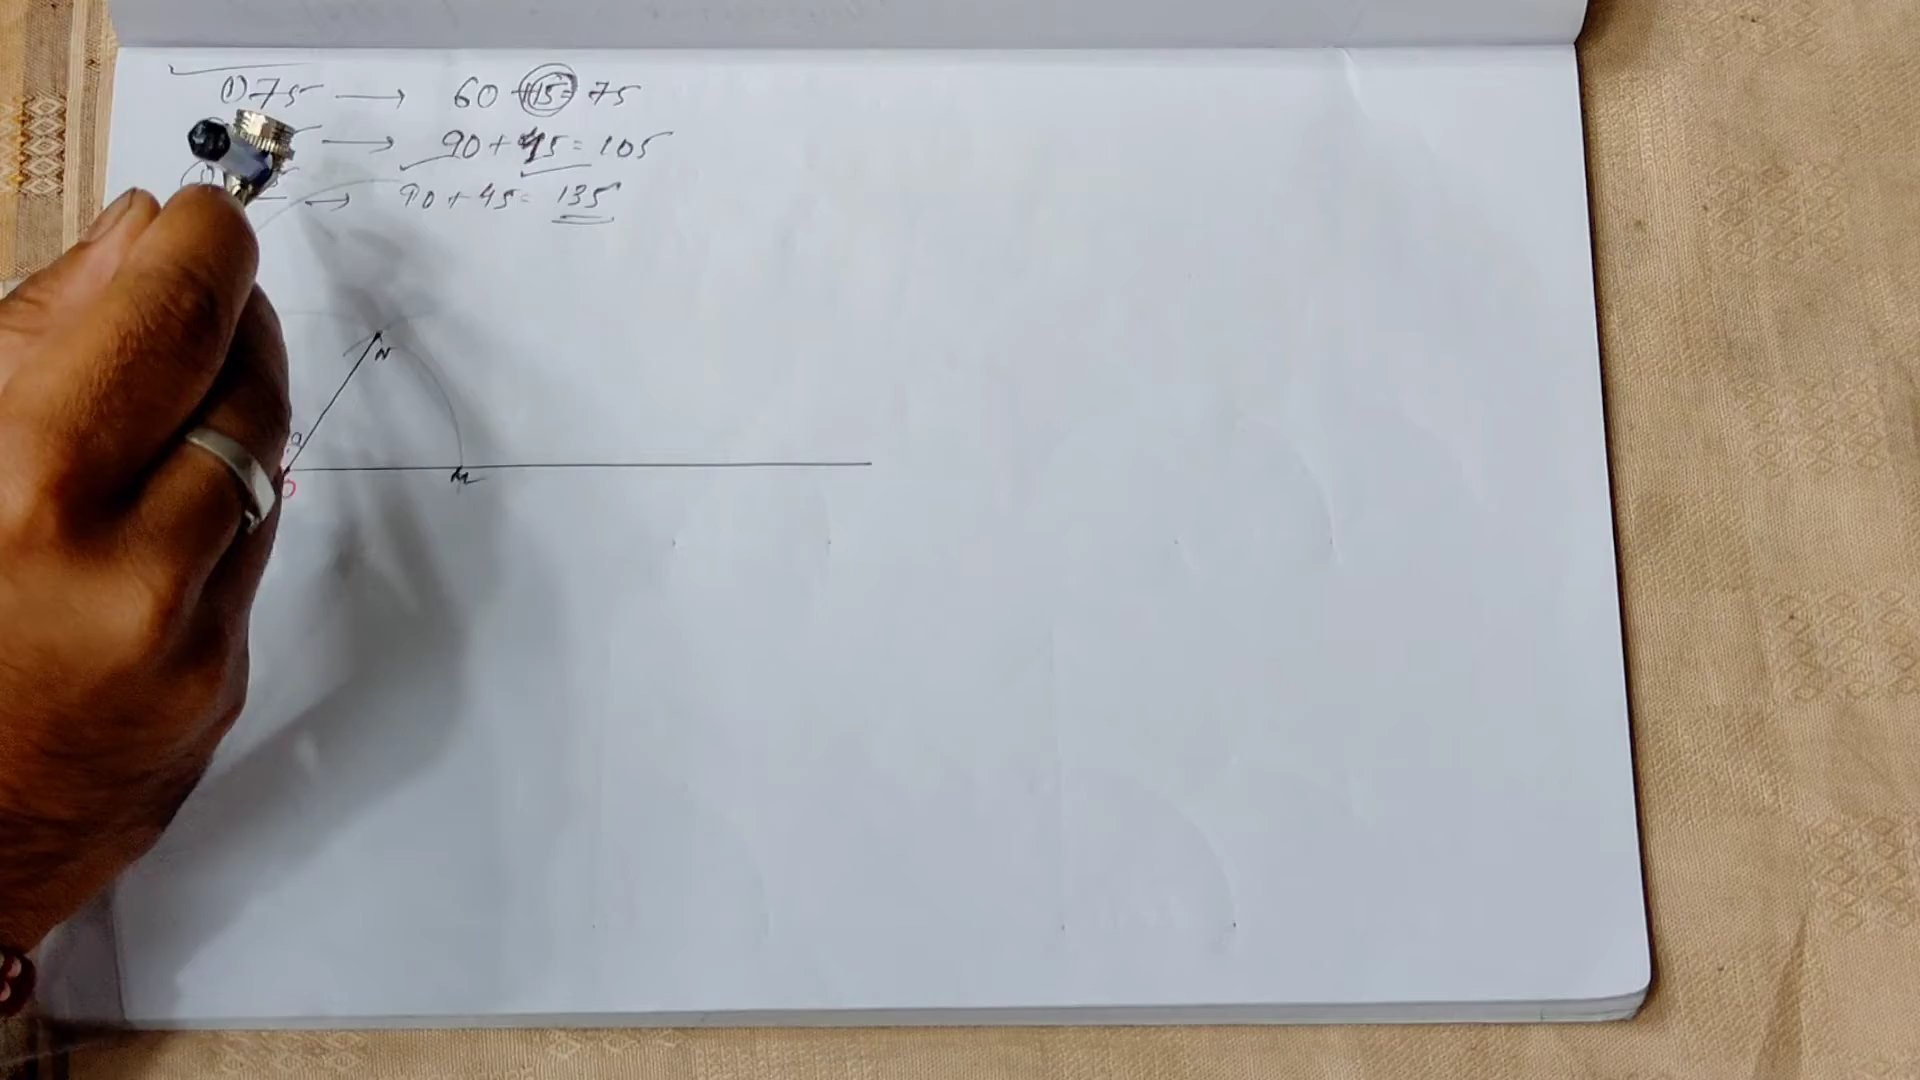 (1) 75 → 60 +15= 75
→ 90 + 15 = 105
→ 90 + 45 = 135
N
O
M